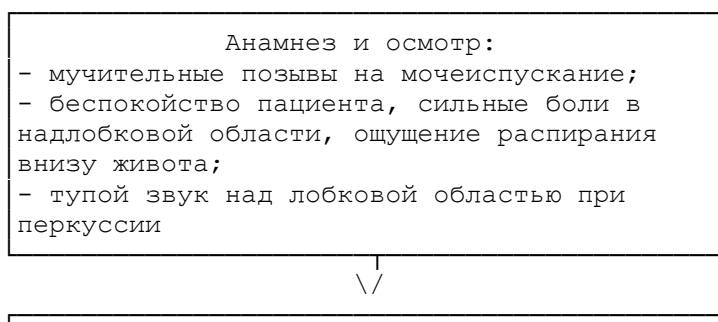 Анамнез и осмотр:
- мучительные позывы на мочеиспускание;
- беспокойство пациента, сильные боли в
надлобковой области, ощущение распирания
внизу живота;
- тупой звук над лобковой областью при
перкуссии
\/